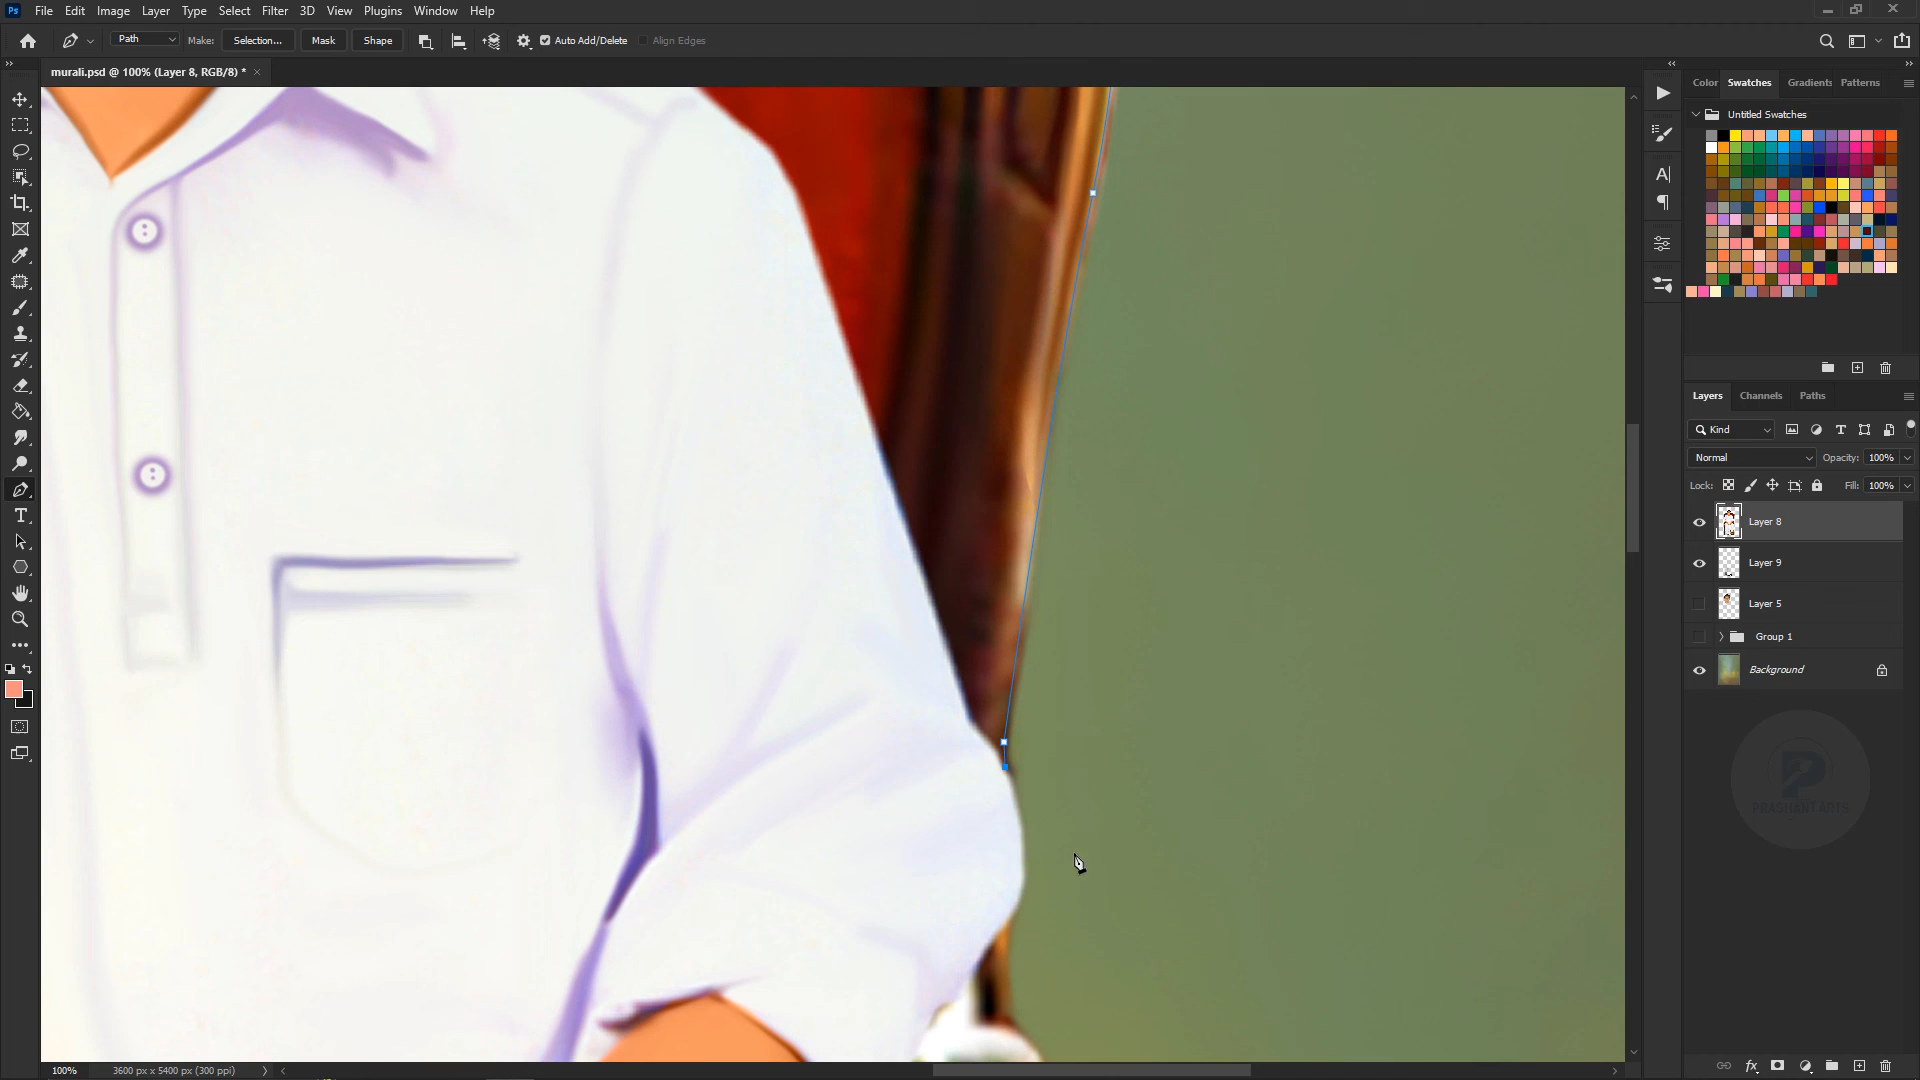 Ps File Edit Image Layer Type Select Filter 3D View Plugins Window Help
Path Make: Selection... Mask Shape Auto Add/Delete Align Edges
murali.psd @ 100% (Layer 8, RGB/8) *
Color Swatches Gradients Patterns
Untitled Swatches
Layers Channels Paths
Kind
Normal Opacity: 100%
Lock: Fill: 100%
Layer 8
Layer 9
Layer 5
Group 1
Background
PRASHANT ARTS
100% 3600 px x 5400 px (300 ppi)